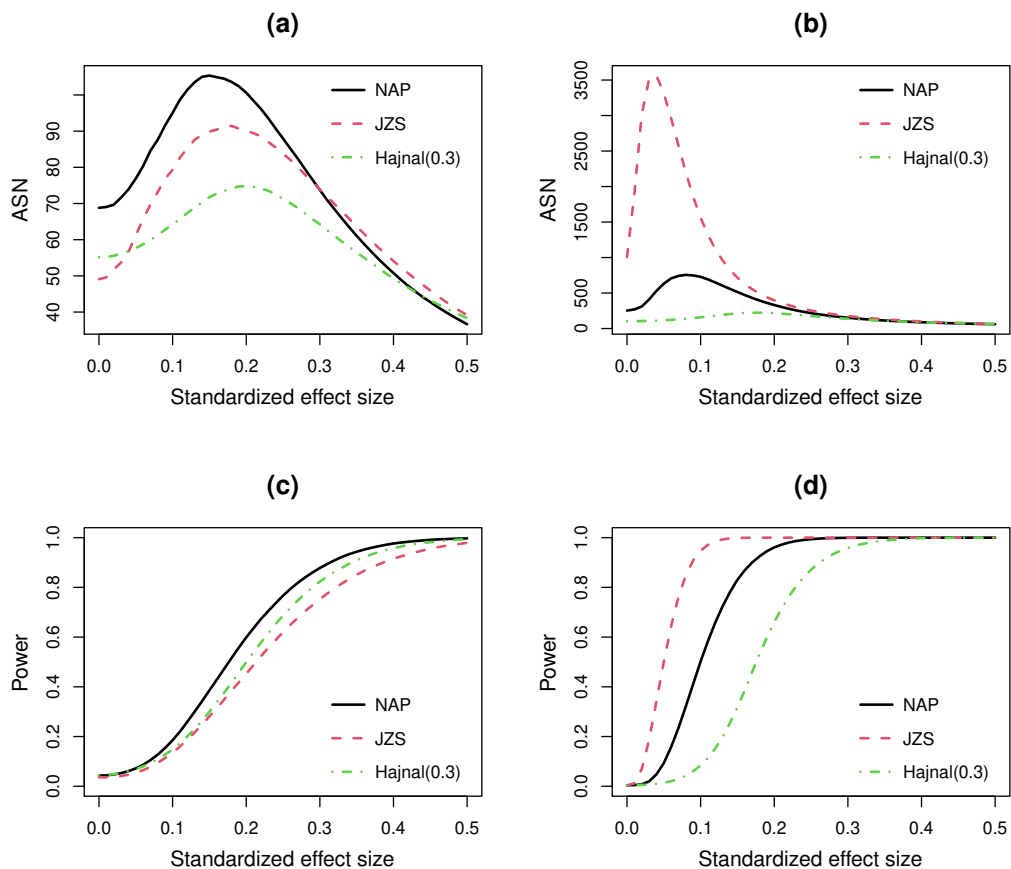 (a)
ASN
40 50 60 70 80 90
NAP
JZS
Hajnal(0.3)
0.0 0.1 0.2 0.3 0.4 0.5
Standardized effect size
(b)
ASN
0 500 1500 2500 3500
NAP
JZS
Hajnal(0.3)
0.0 0.1 0.2 0.3 0.4 0.5
Standardized effect size
(c)
Power
0.0 0.2 0.4 0.6 0.8 1.0
NAP
JZS
Hajnal(0.3)
0.0 0.1 0.2 0.3 0.4 0.5
Standardized effect size
(d)
Power
0.0 0.2 0.4 0.6 0.8 1.0
NAP
JZS
Hajnal(0.3)
0.0 0.1 0.2 0.3 0.4 0.5
Standardized effect size